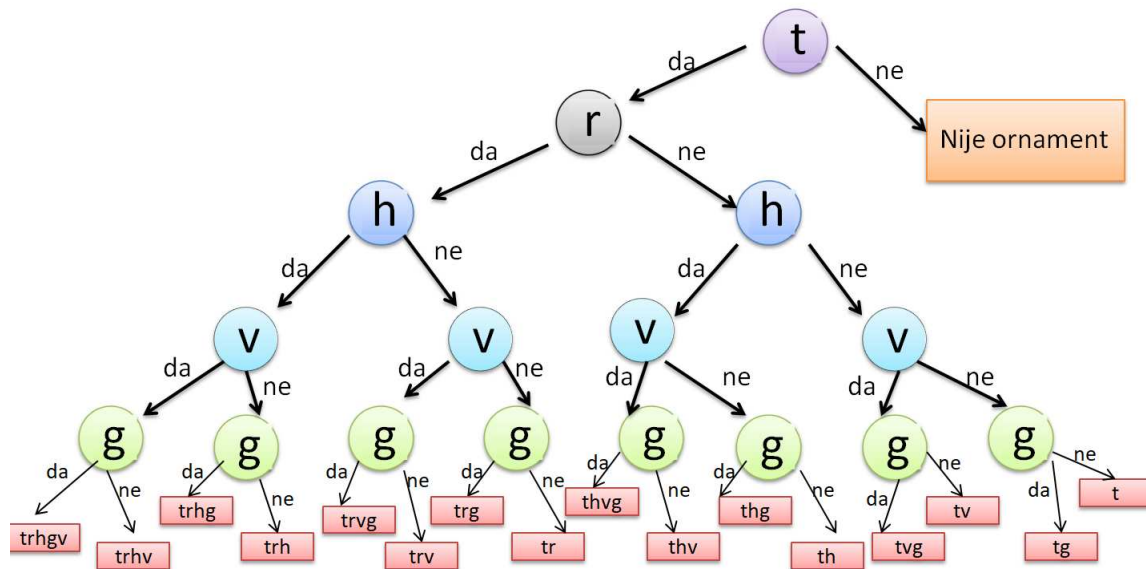 t
da
ne
Nije ornament
r
da
ne
h
h
da
ne
da
ne
v
v
v
v
da
ne
da
ne
da
ne
da
ne
g
g
g
g
g
g
g
g
da
ne
da
ne
da
ne
da
ne
da
ne
da
ne
da
ne
da
ne
trhgv
trhv
trhg
trh
trvg
trv
trg
tr
thvg
thv
thg
th
tvg
tv
tg
t